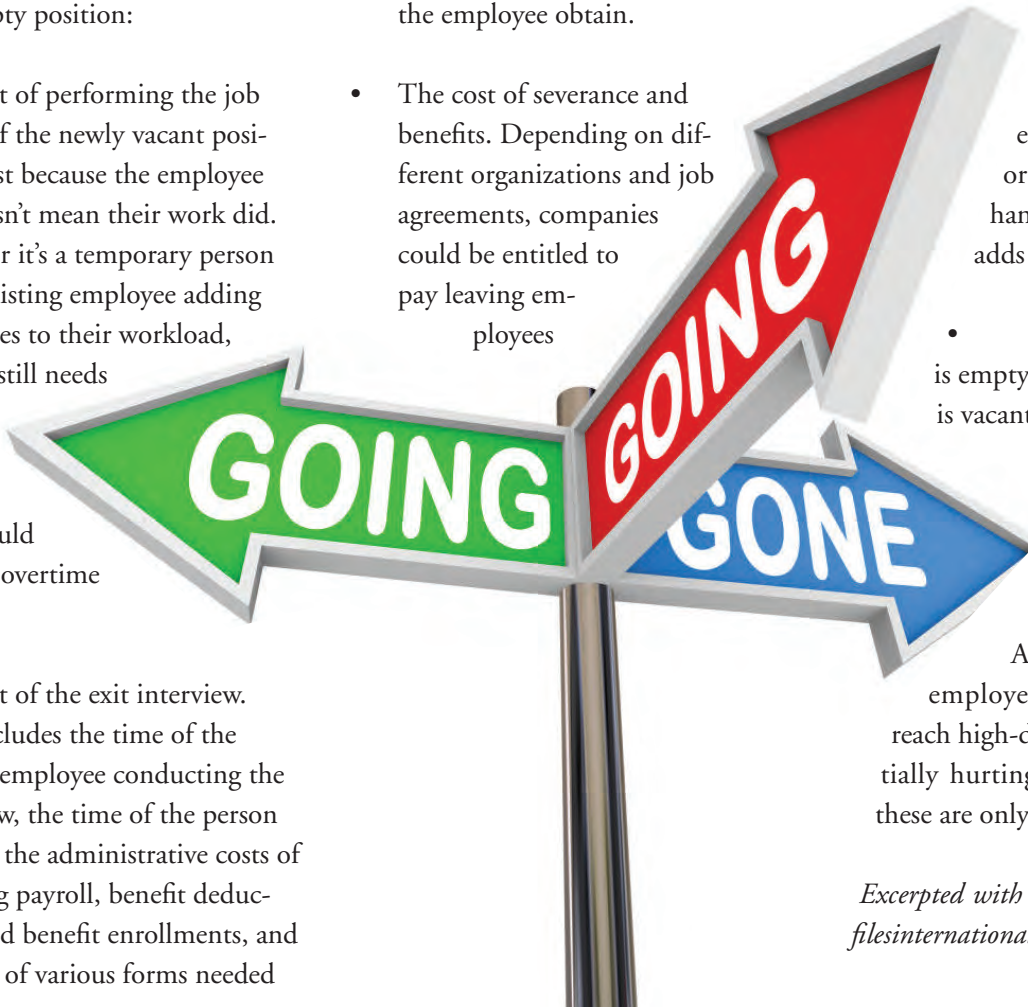 pty position:
t of performing the job
f the newly vacant posi-
st because the employee
sn't mean their work did.
r it's a temporary person
isting employee adding
es to their workload,
still needs
uld
overtime
t of the exit interview.
cludes the time of the
employee conducting the
w, the time of the person
the administrative costs of
g payroll, benefit deduc-
d benefit enrollments, and
of various forms needed
the employee obtain.
• The cost of severance and
benefits. Depending on dif-
ferent organizations and job
agreements, companies
could be entitled to
pay leaving em-
ployees
GOING
GOING
GONE
e
or
han
adds
•
is empty
is vacant
A
employe
reach high-d
tially hurting
these are only
Excerpted with
filesinternationa